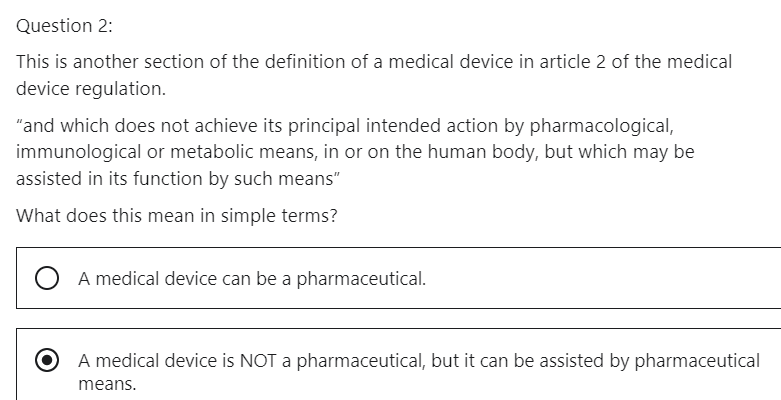 Question 2:
This is another section of the definition of a medical device in article 2 of the medical
device regulation.
“and which does not achieve its principal intended action by pharmacological,
immunological or metabolic means, in or on the human body, but which may be
assisted in its function by such means”
What does this mean in simple terms?
A medical device can be a pharmaceutical.
A medical device is NOT a pharmaceutical, but it can be assisted by pharmaceutical
means.